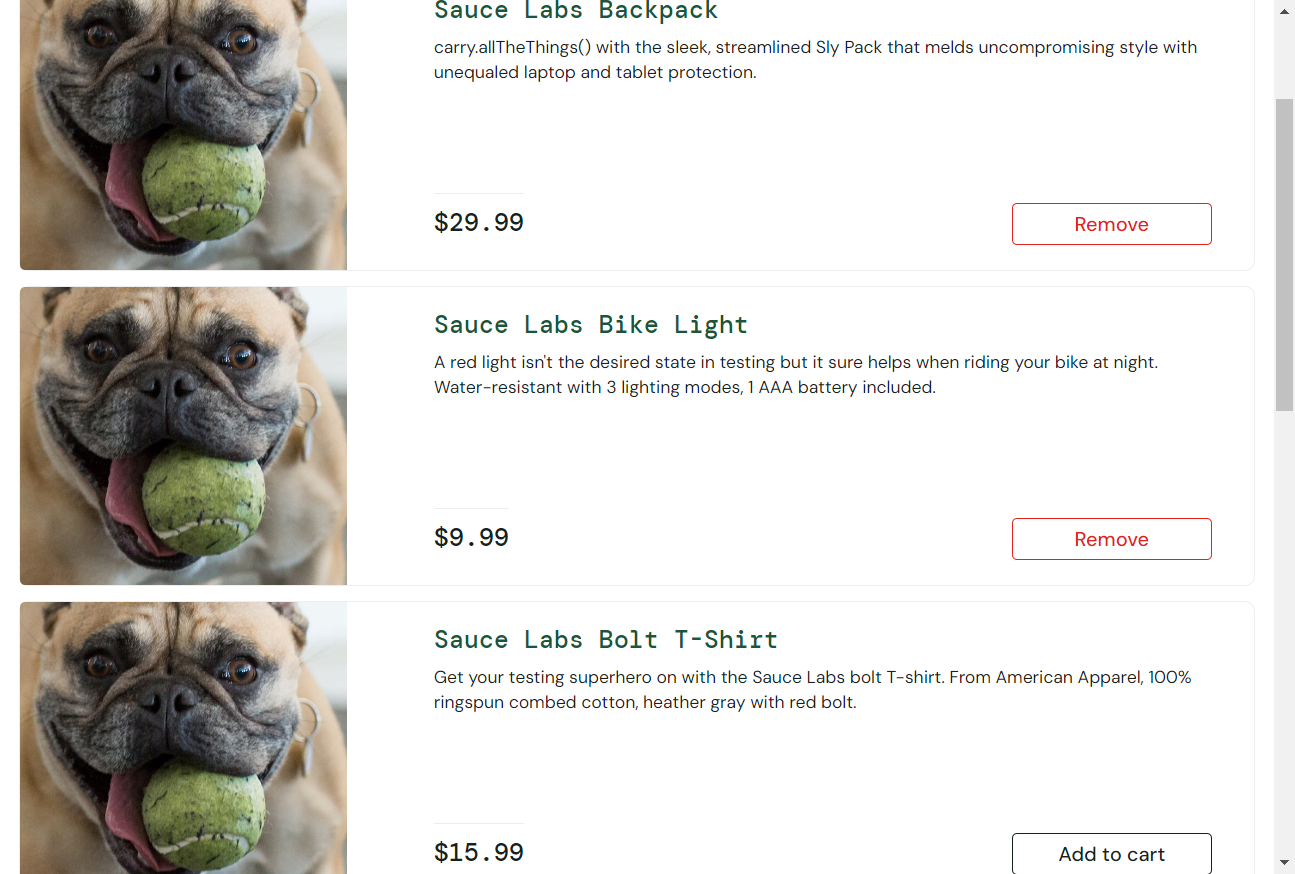 Sauce Labs Backpack
carry.allTheThings() with the sleek, streamlined Sly Pack that melds uncompromising style with
unequaled laptop and tablet protection.
$29.99
Remove
Sauce Labs Bike Light
A red light isn't the desired state in testing but it sure helps when riding your bike at night.
Water-resistant with 3 lighting modes, 1 AAA battery included.
$9.99
Remove
Sauce Labs Bolt T-Shirt
Get your testing superhero on with the Sauce Labs bolt T-shirt. From American Apparel, 100%
ringspun combed cotton, heather gray with red bolt.
$15.99
Add to cart